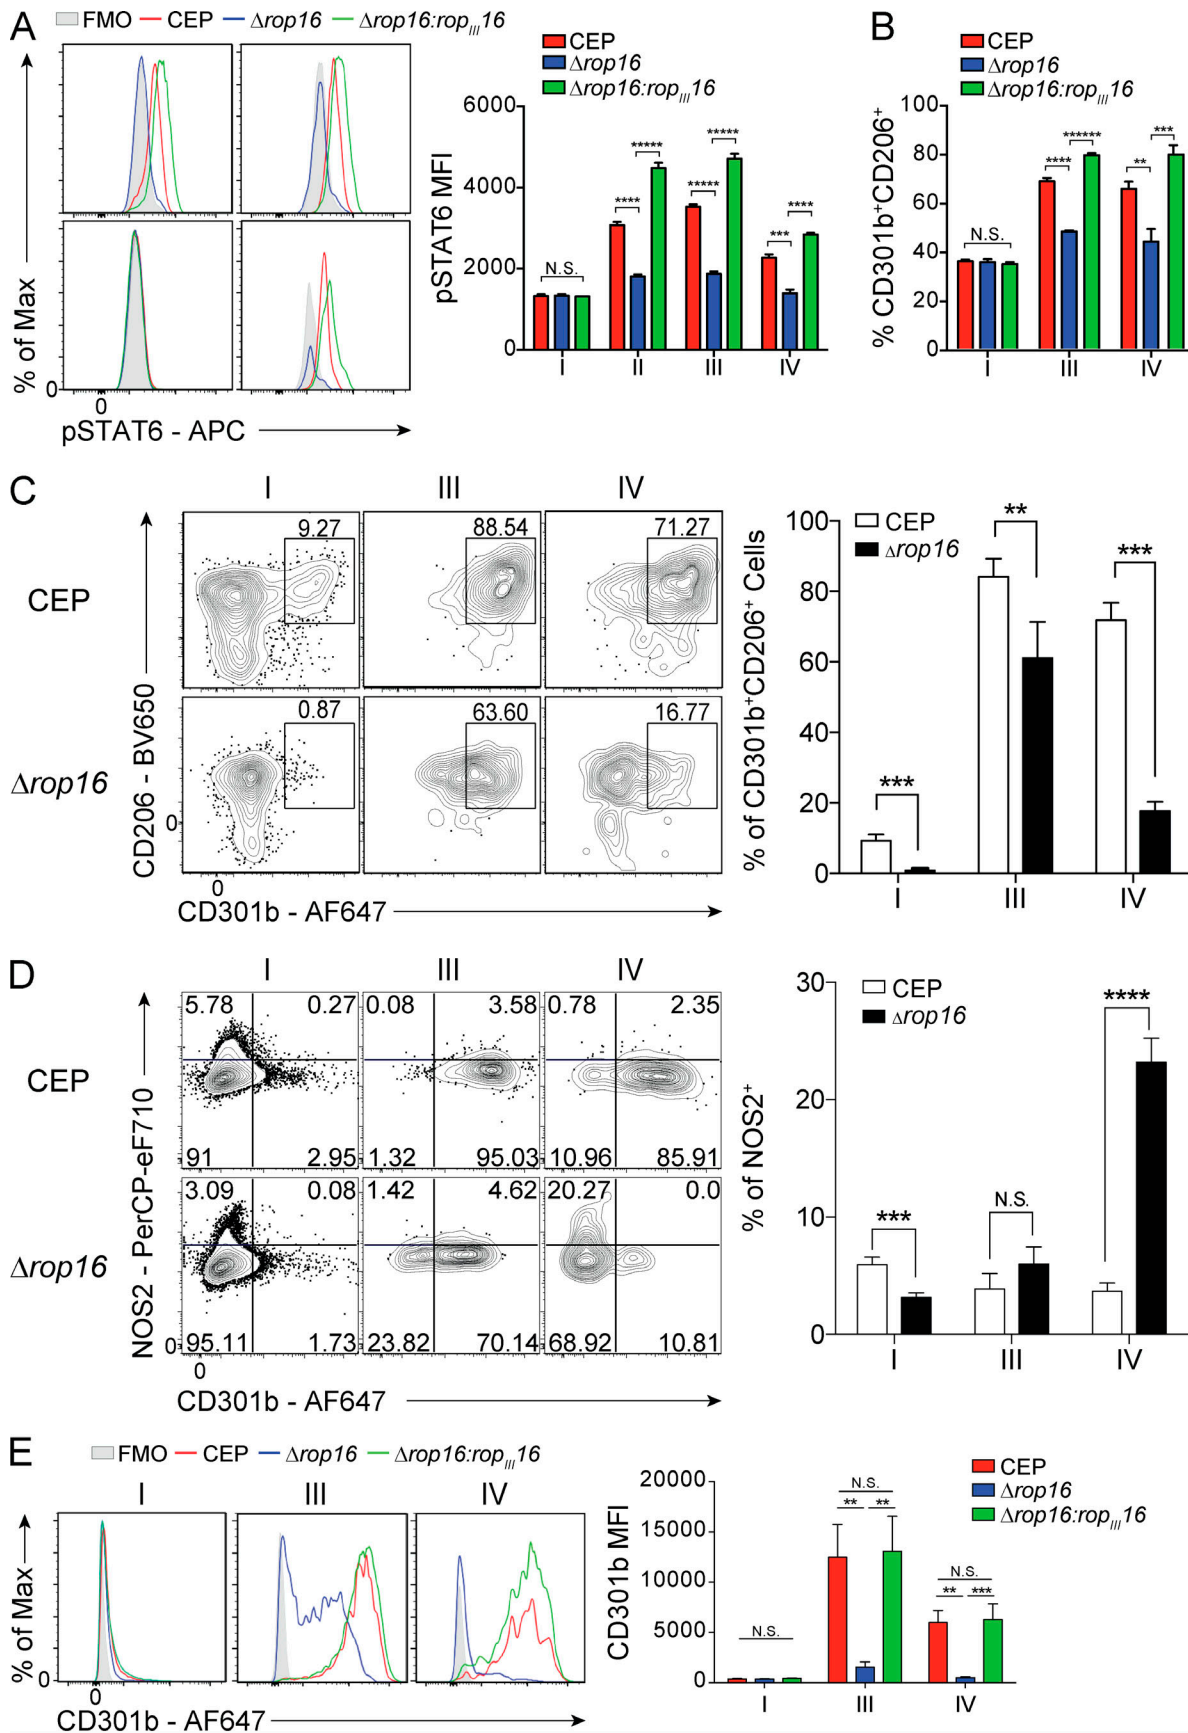 A
FMO CEP Δrop16 Δrop16:ropIII16
% of Max
0
0
pSTAT6 - APC
CEP
Δrop16
Δrop16:ropIII16
pSTAT6 MFI
6000
4000
2000
0
N.S.
**** *****
***** *****
*** ****
I II III IV
B
CEP
Δrop16
Δrop16:ropIII16
% CD301b+CD206+
100
80
60
40
20
0
N.S.
**** ******
** ***
I III IV
C
I III IV
CEP
9.27 88.54 71.27
Δrop16
0.87 63.60 16.77
CD206 - BV650
0
0
CD301b - AF647
% of CD301b+CD206+ Cells
100
80
60
40
20
0
CEP
Δrop16
***
**
***
I III IV
D
I III IV
CEP
5.78 0.27 0.08 3.58 0.78 2.35
91 2.95 1.32 95.03 10.96 85.91
Δrop16
3.09 0.08 1.42 4.62 20.27 0.0
95.11 1.73 23.82 70.14 68.92 10.81
NOS2 - PerCP-eF710
0
0
CD301b - AF647
% of NOS2+
30
20
10
0
CEP
Δrop16
***
N.S.
****
I III IV
E
FMO CEP Δrop16 Δrop16:ropIII16
I III IV
% of Max
0
0
CD301b - AF647
CD301b MFI
20000
15000
10000
5000
0
CEP
Δrop16
Δrop16:ropIII16
N.S.
N.S.
** **
N.S.
** ***
I III IV